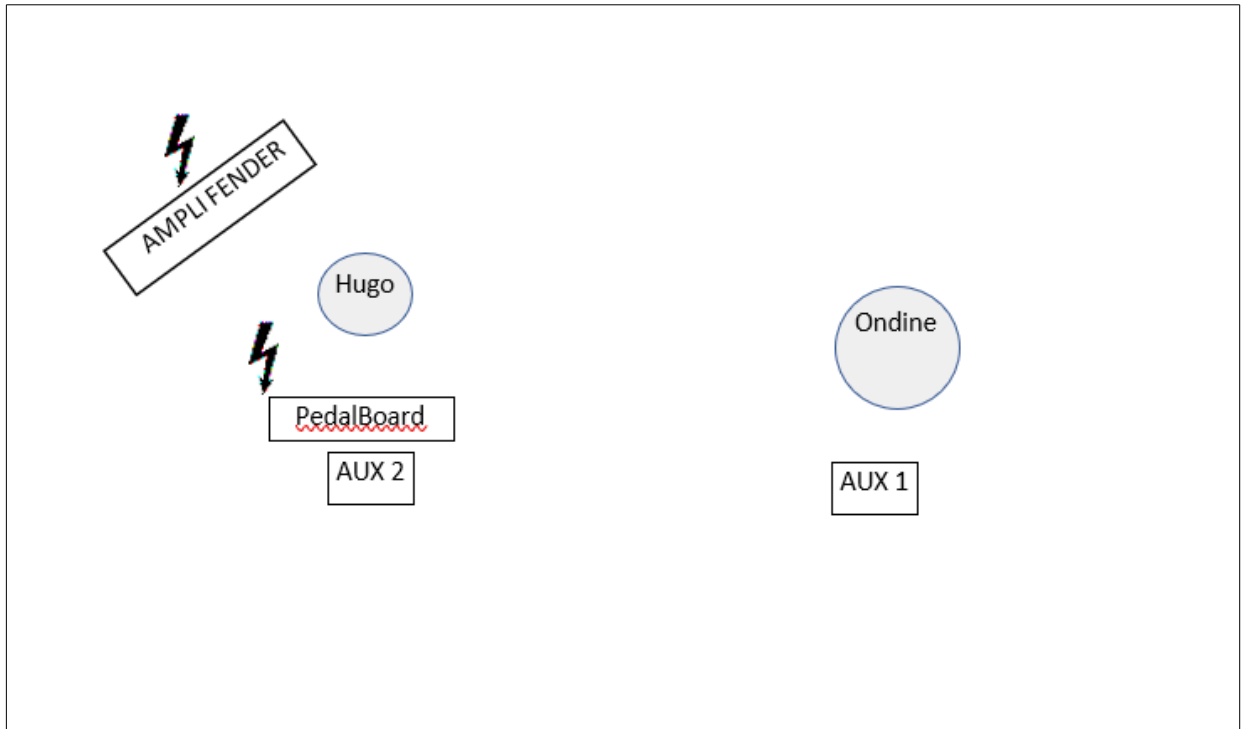 AMPLI FENDER
Hugo
Ondine
PedalBoard
AUX 2
AUX 1